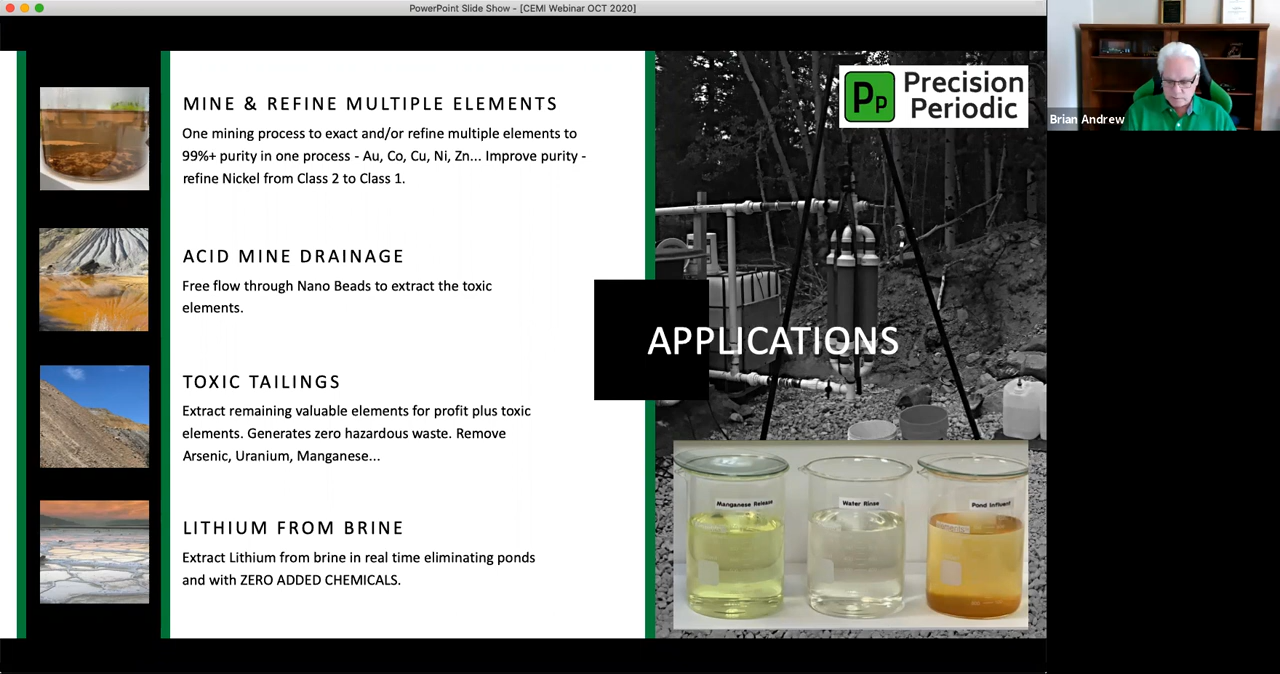 PowerPoint Slide Show - [CEMI Webinar OCT 2020]
MINE & REFINE MULTIPLE ELEMENTS
One mining process to exact and/or refine multiple elements to
99%+ purity in one process - Au, Co, Cu, Ni, Zn... Improve purity -
refine Nickel from Class 2 to Class 1.
ACID MINE DRAINAGE
Free flow through Nano Beads to extract the toxic
elements.
TOXIC TAILINGS
Extract remaining valuable elements for profit plus toxic
elements. Generates zero hazardous waste. Remove
Arsenic, Uranium, Manganese...
LITHIUM FROM BRINE
Extract Lithium from brine in real time eliminating ponds
and with ZERO ADDED CHEMICALS.
Pp
Precision
Periodic
APPLICATIONS
Manganese Release
Water Rinse
Pond Influent
Brian Andrew